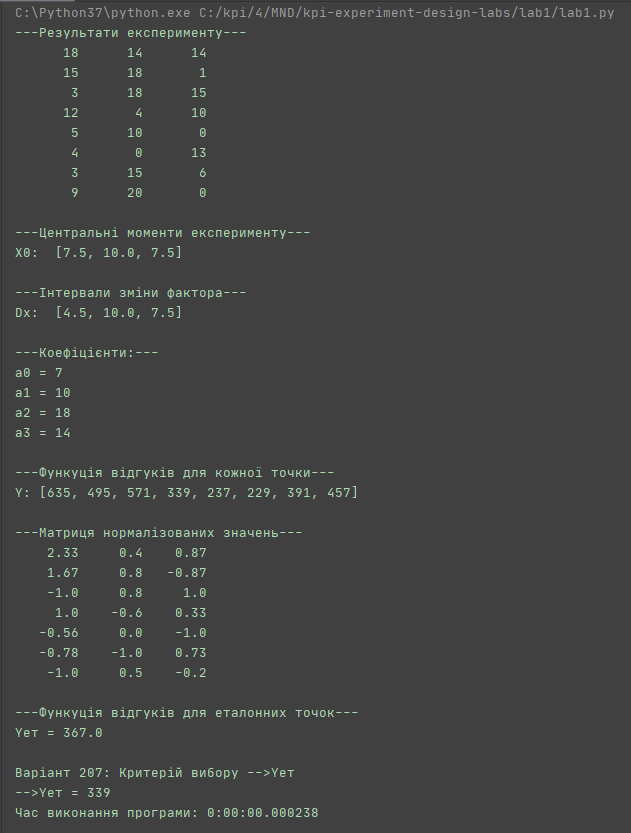 C:\Python37\python.exe C:/kpi/4/MND/kpi-experiment-design-labs/lab1/lab1.py
---Результати експерименту---
18 14 14
15 18 1
3 18 15
12 4 10
5 10 0
4 0 13
3 15 6
9 20 0
---Центральні моменти експерименту---
X0:  [7.5, 10.0, 7.5]
---Інтервали зміни фактора---
Dx:  [4.5, 10.0, 7.5]
---Коефіцієнти:---
a0 = 7
a1 = 10
a2 = 18
a3 = 14
---Функуція відгуків для кожної точки---
Y: [635, 495, 571, 339, 237, 229, 391, 457]
---Матриця нормалізованих значень---
2.33 0.4 0.87
1.67 0.8 -0.87
-1.0 0.8 1.0
1.0 -0.6 0.33
-0.56 0.0 -1.0
-0.78 -1.0 0.73
-1.0 0.5 -0.2
---Функуція відгуків для еталонних точок---
Yет = 367.0
Варіант 207: Критерій вибору -->Yет
-->Yет = 339
Час виконання програми: 0:00:00.000238